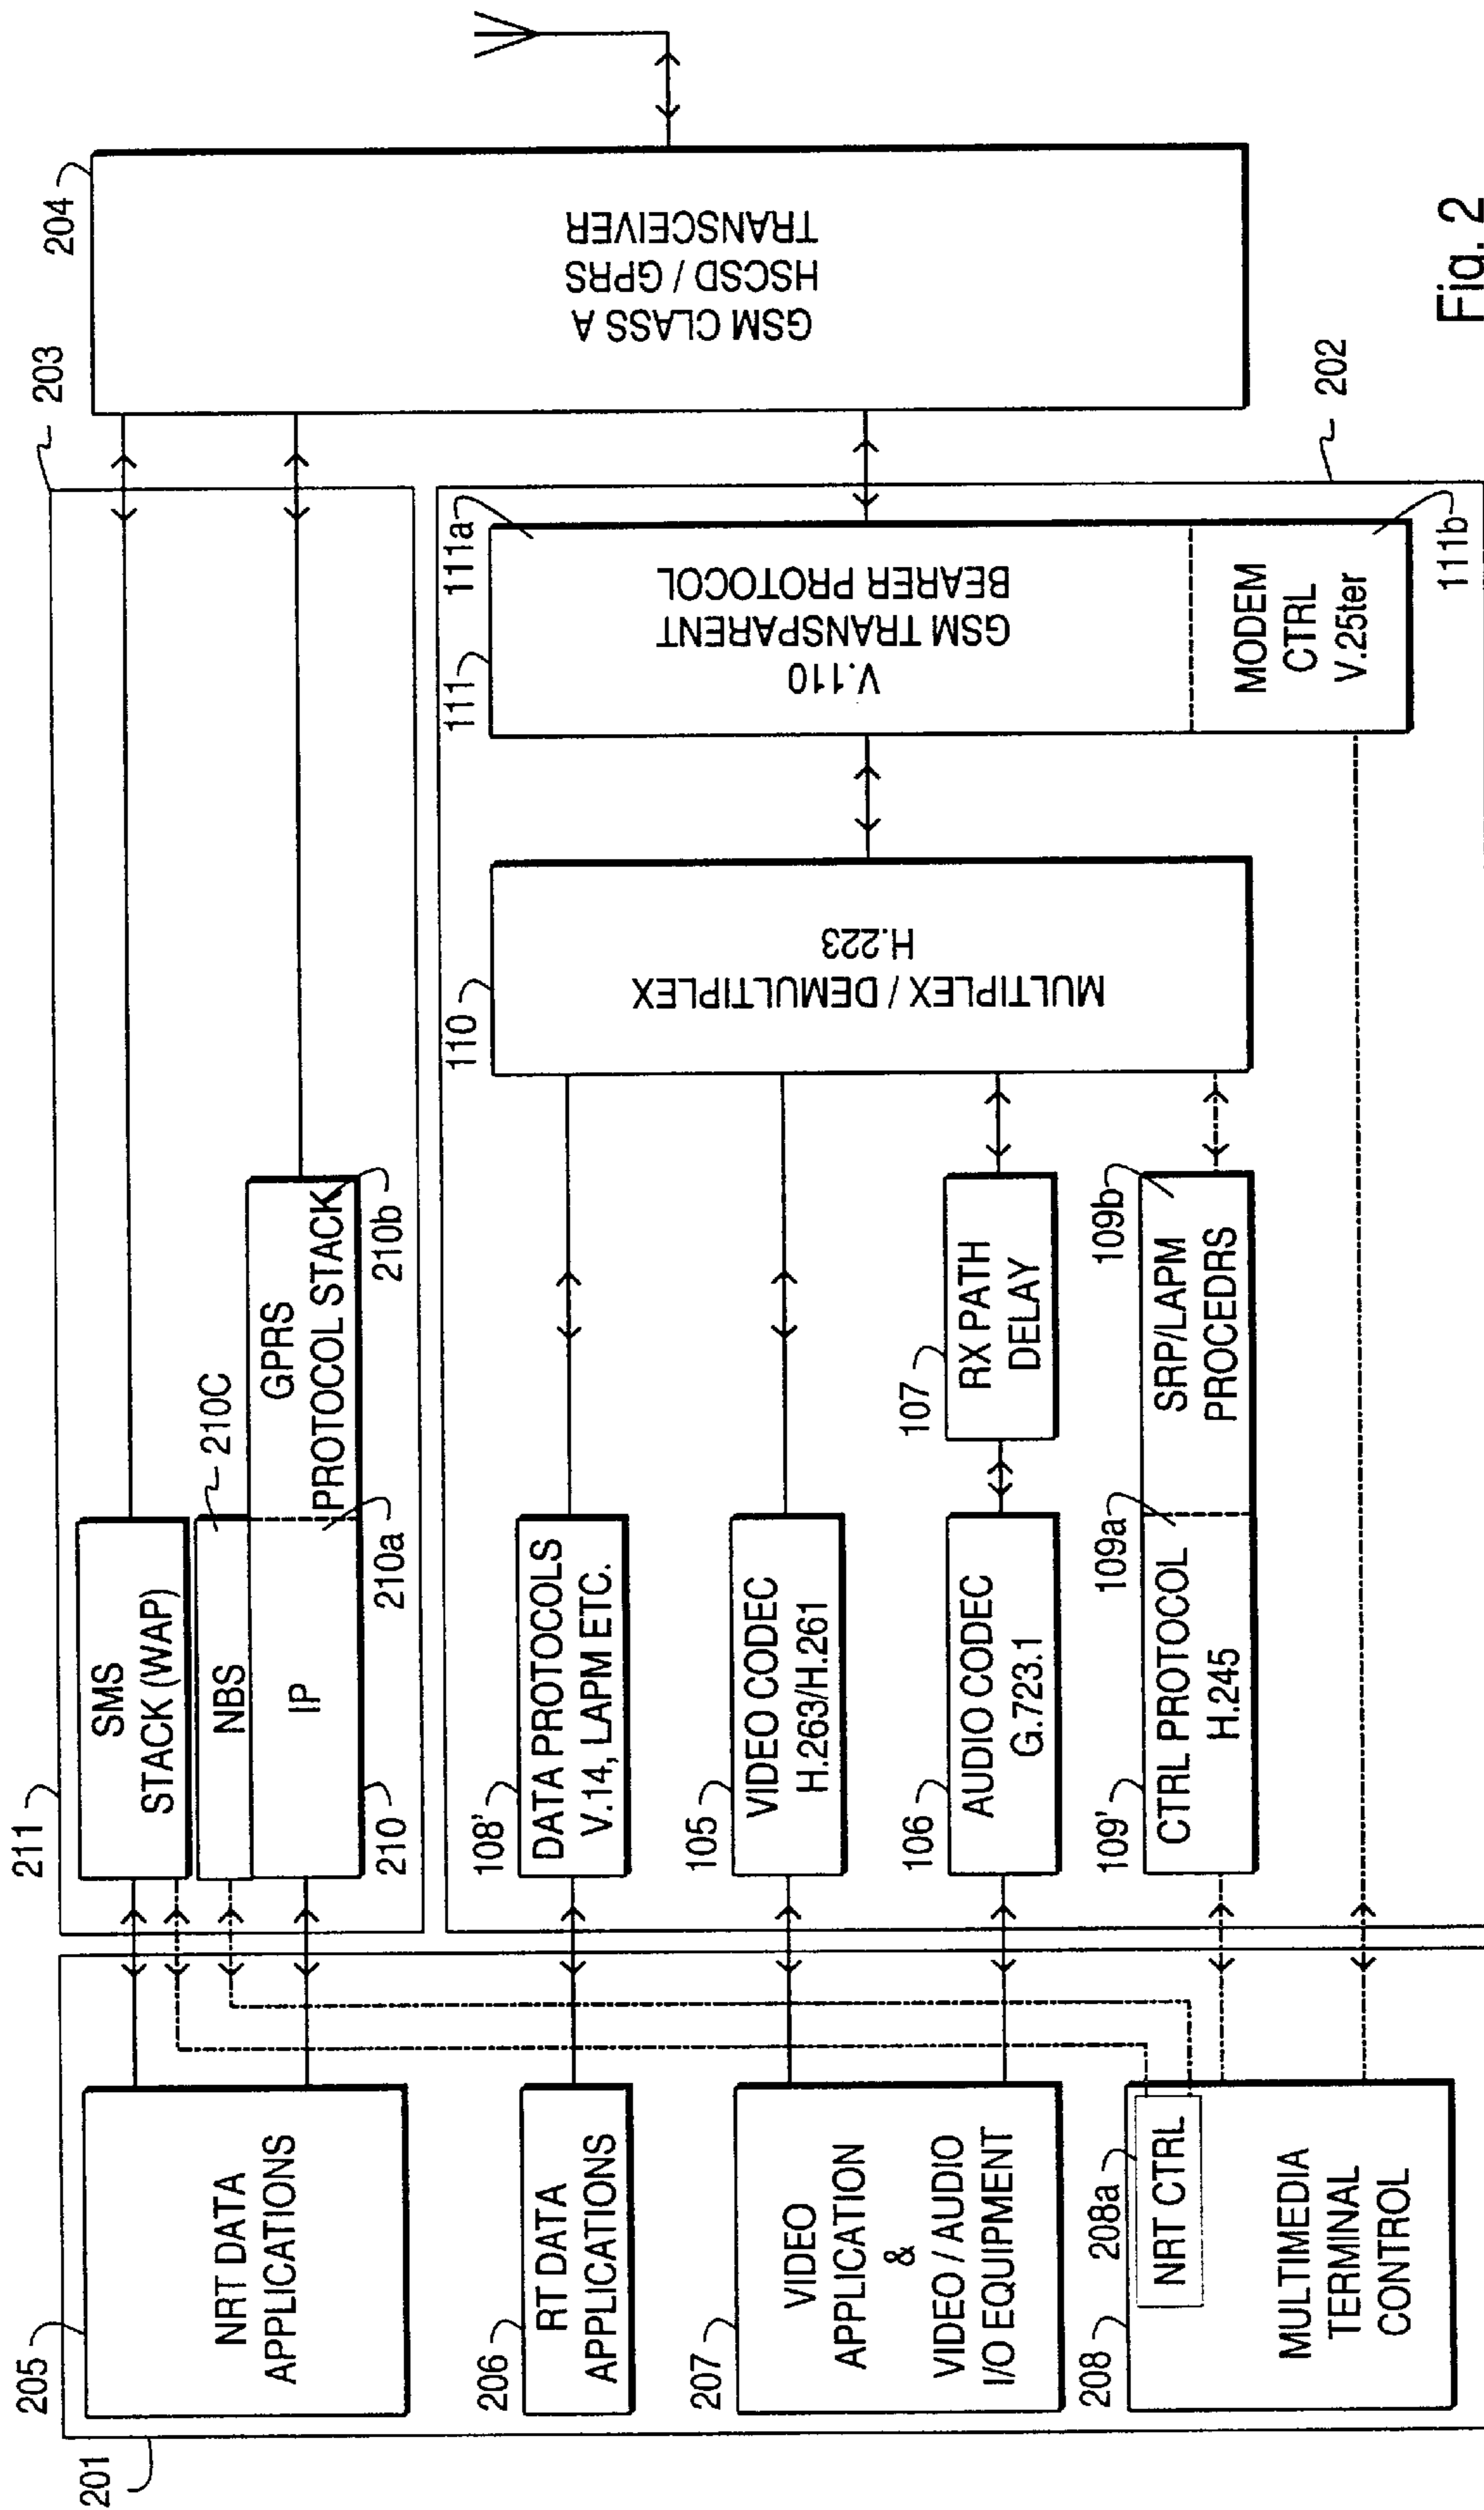 201
205
NRT DATA
APPLICATIONS
206
RT DATA
APPLICATIONS
207
VIDEO
APPLICATION
&
VIDEO / AUDIO
I/O EQUIPMENT
208
208a
NRT CTRL
MULTIMEDIA
TERMINAL
CONTROL
211
SMS
STACK (WAP)
NBS
210C
IP
210
210a
GPRS
PROTOCOL STACK
210b
203
108'
DATA PROTOCOLS
V.14, LAPM ETC.
105
VIDEO CODEC
H.263/H.261
106
AUDIO CODEC
G.723.1
107
RX PATH
DELAY
109'
109a
CTRL PROTOCOL
H.245
109b
SRP/LAPM
PROCEDRS
110
MULTIPLEX / DEMULTIPLEX
H.223
111
111a
V.110
GSM TRANSPARENT
BEARER PROTOCOL
MODEM
CTRL
V.25ter
111b
202
204
GSM CLASS A
HSCSD / GPRS
TRANSCEIVER
Fig. 2